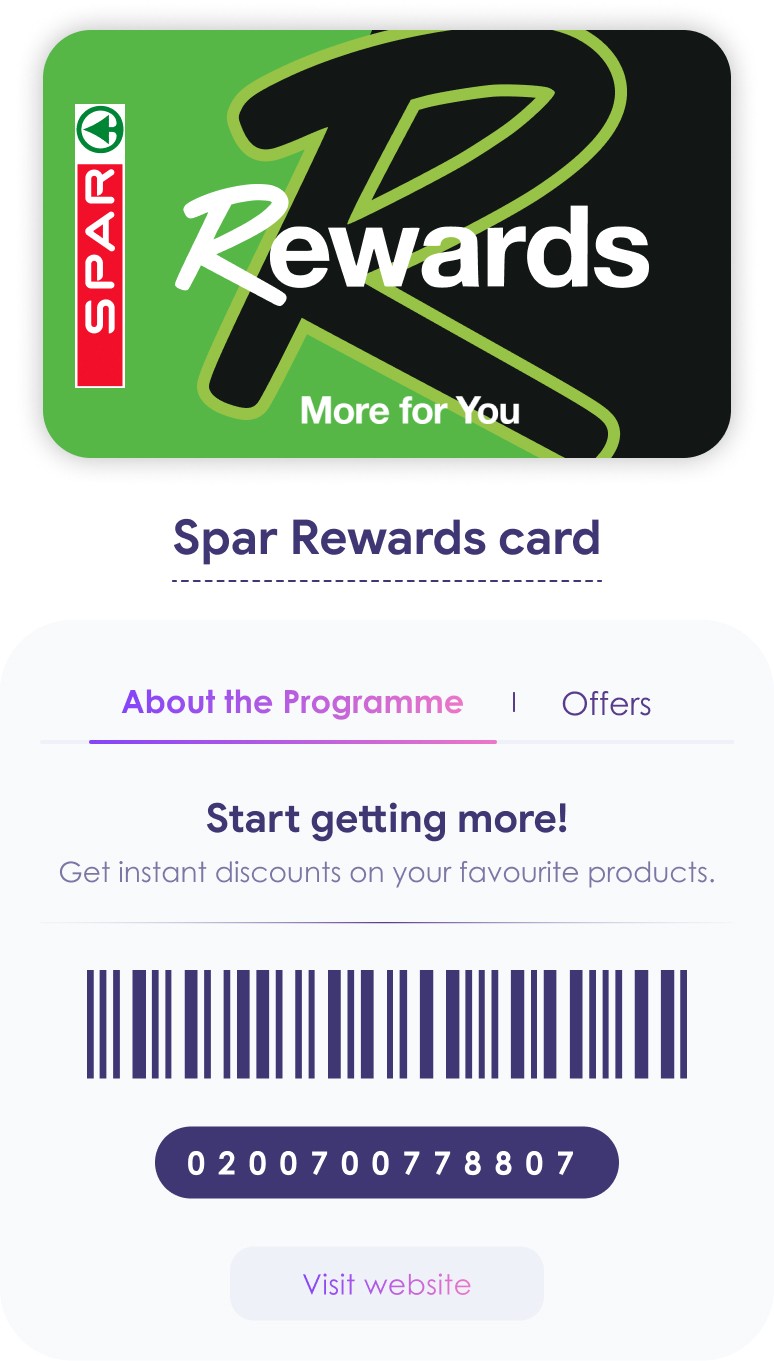 SPAR
Rewards
More for You
Spar Rewards card
About the Programme | Offers
Start getting more!
Get instant discounts on your favourite products.
0200700778807
Visit website